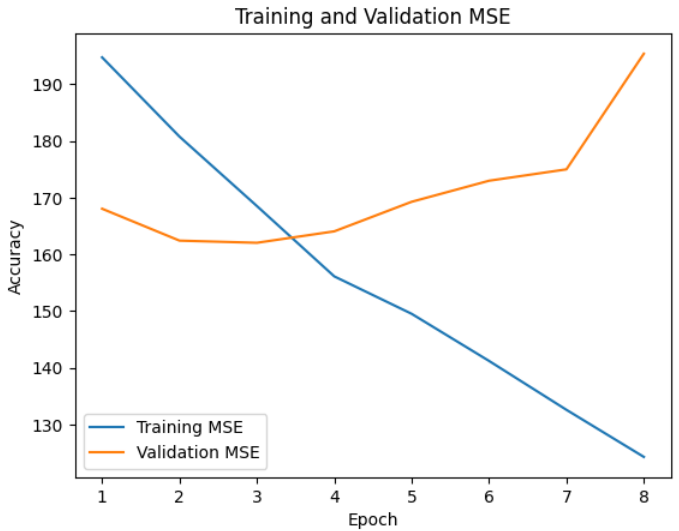 Training and Validation MSE
Accuracy
190
180
170
160
150
140
130
Training MSE
Validation MSE
1 2 3 4 5 6 7 8
Epoch